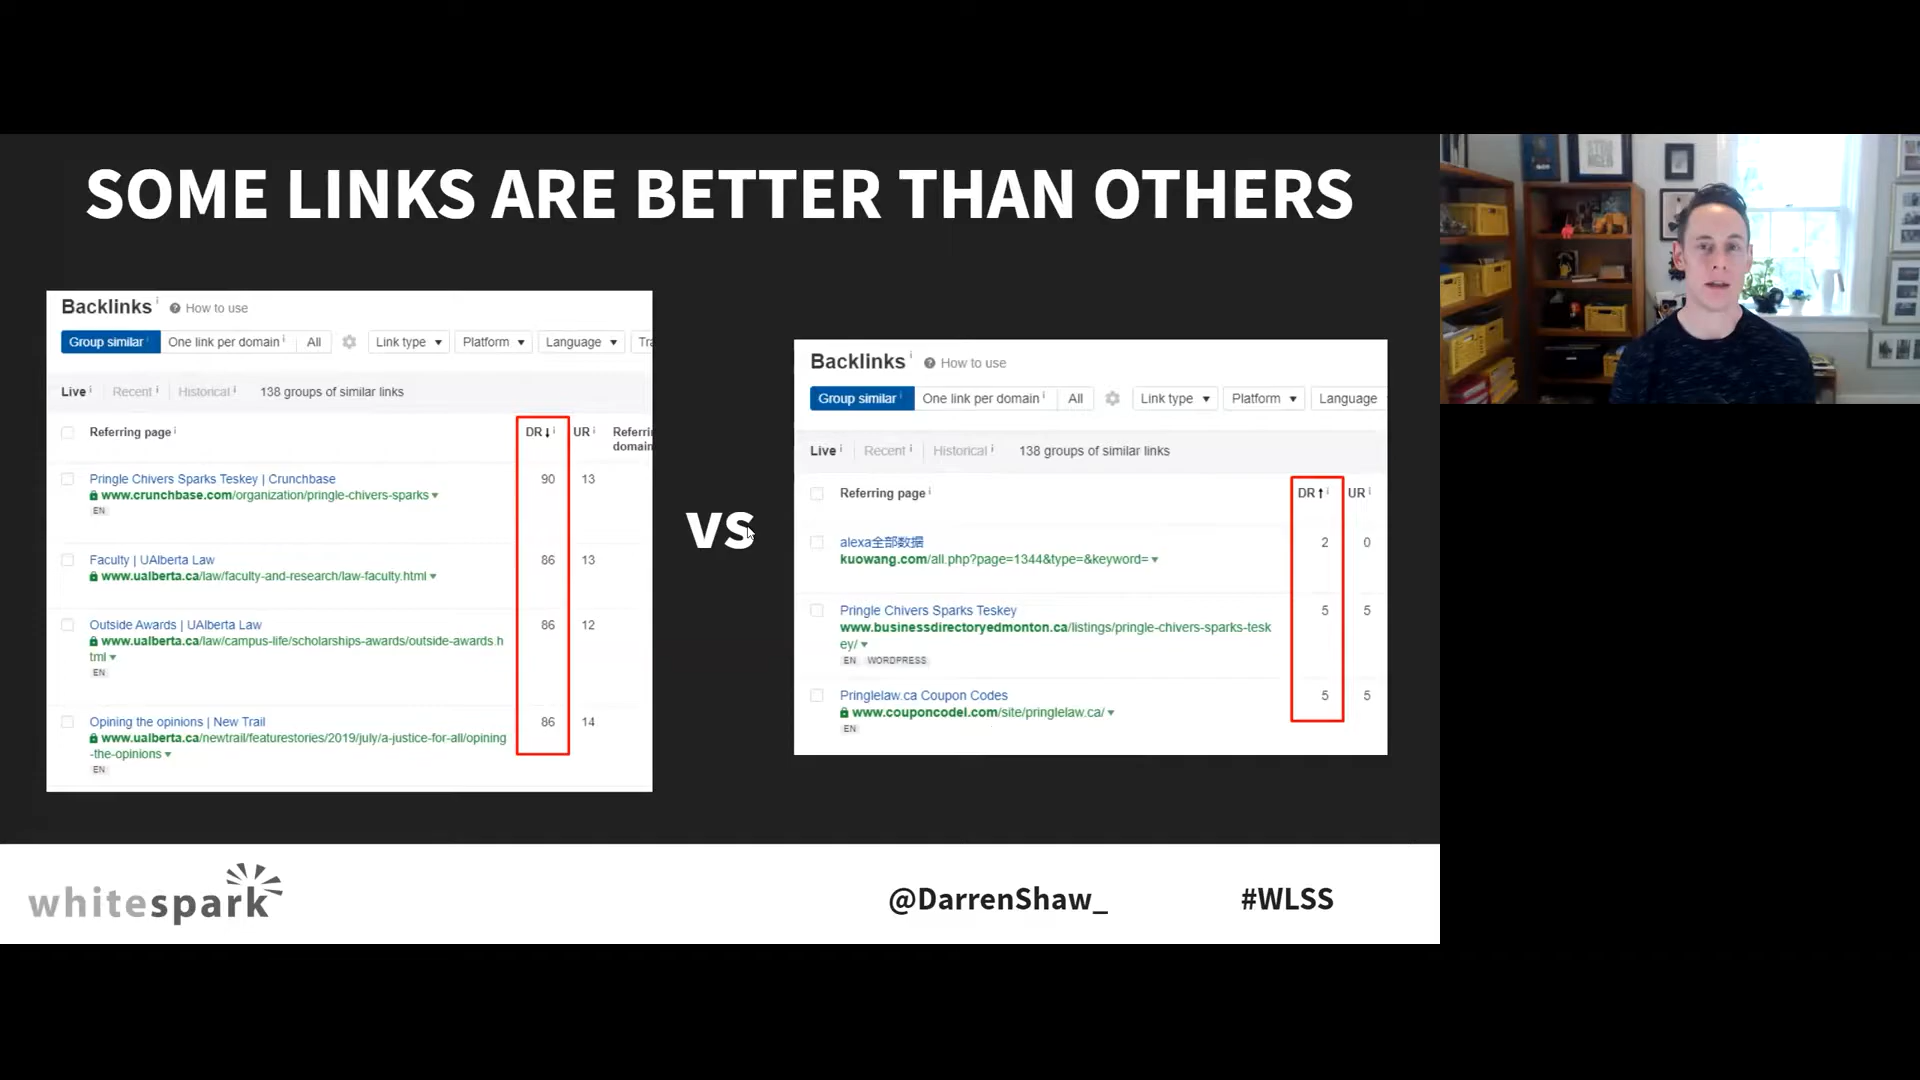 SOME LINKS ARE BETTER THAN OTHERS
Backlinks i How to use
Group similar i One link per domain i All Link type Platform Language Tra
Live i Recent i Historical i 138 groups of similar links
Referring page i DR i UR i Referri
domain
Pringle Chivers Sparks Teskey | Crunchbase 90 13
www.crunchbase.com/organization/pringle-chivers-sparks
EN
Faculty | UAlberta Law 86 13
www.ualberta.ca/law/faculty-and-research/law-faculty.html
Outside Awards | UAlberta Law 86 12
www.ualberta.ca/law/campus-life/scholarships-awards/outside-awards.h
tml
EN
Opining the opinions | New Trail 86 14
www.ualberta.ca/newtrail/featurestories/2019/july/a-justice-for-all/opining
-the-opinions
EN
VS
Backlinks i How to use
Group similar i One link per domain i All Link type Platform Language
Live i Recent i Historical i 138 groups of similar links
Referring page i DR i UR i
alexa全部数据 2 0
kuowang.com/all.php?page=1344&type=&keyword=
Pringle Chivers Sparks Teskey 5 5
www.businessdirectoryedmonton.ca/listings/pringle-chivers-sparks-tesk
ey/
EN WORDPRESS
Pringlelaw.ca Coupon Codes 5 5
www.couponcodel.com/site/pringlelaw.ca/
EN
whitespark @DarrenShaw_ #WLSS